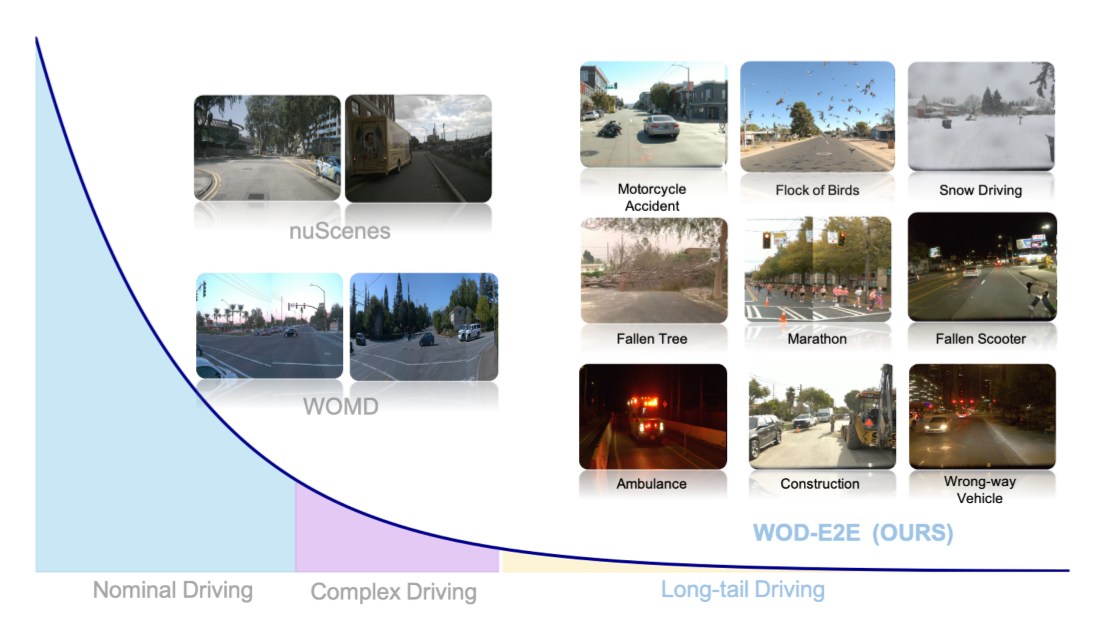 nuScenes
WOMD
Motorcycle
Accident
Flock of Birds
Snow Driving
Fallen Tree
Marathon
Fallen Scooter
Ambulance
Construction
Wrong-way
Vehicle
WOD-E2E (OURS)
Nominal Driving
Complex Driving
Long-tail Driving